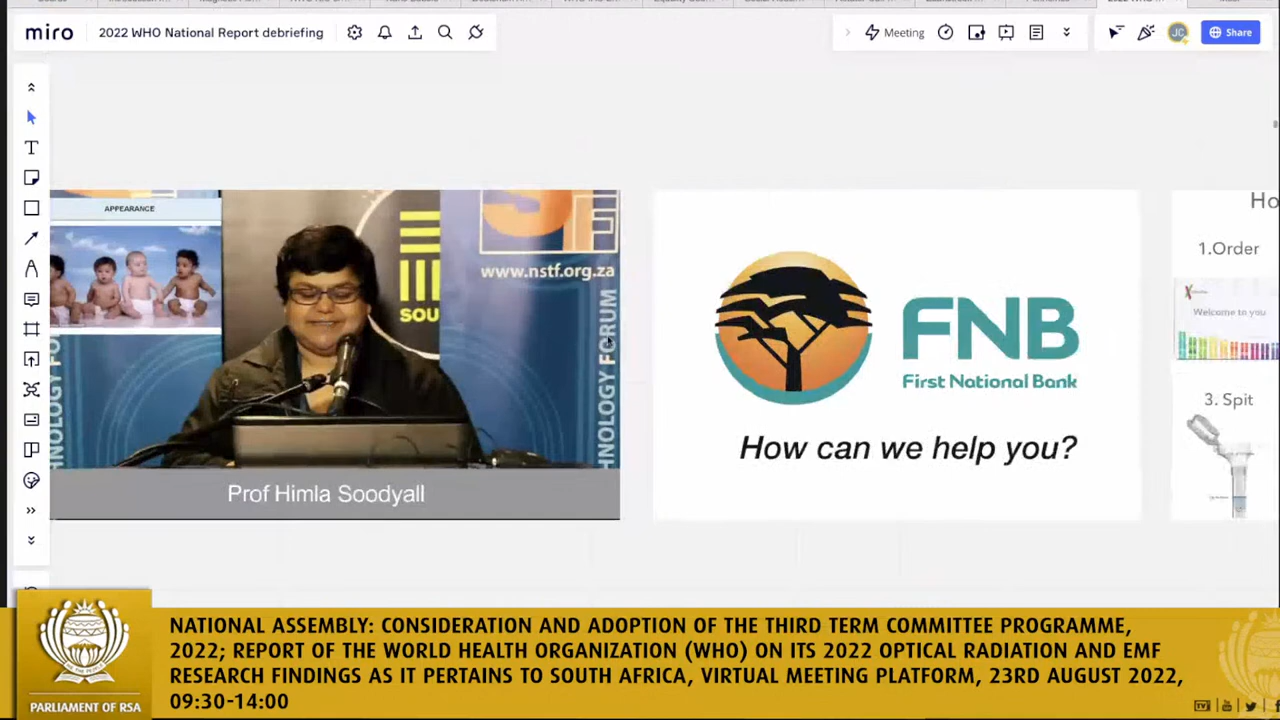 miro
2022 WHO National Report debriefing
Meeting
JC
Share
APPEARANCE
www.nstf.org.za
SOU
HNOLOGY FORUM
Prof Himla Soodyall
FNB
First National Bank
How can we help you?
Ho
1.Order
Welcome to you
3. Spit
PARLIAMENT OF RSA
NATIONAL ASSEMBLY: CONSIDERATION AND ADOPTION OF THE THIRD TERM COMMITTEE PROGRAMME,
2022; REPORT OF THE WORLD HEALTH ORGANIZATION (WHO) ON ITS 2022 OPTICAL RADIATION AND EMF
RESEARCH FINDINGS AS IT PERTAINS TO SOUTH AFRICA, VIRTUAL MEETING PLATFORM, 23RD AUGUST 2022,
09:30-14:00